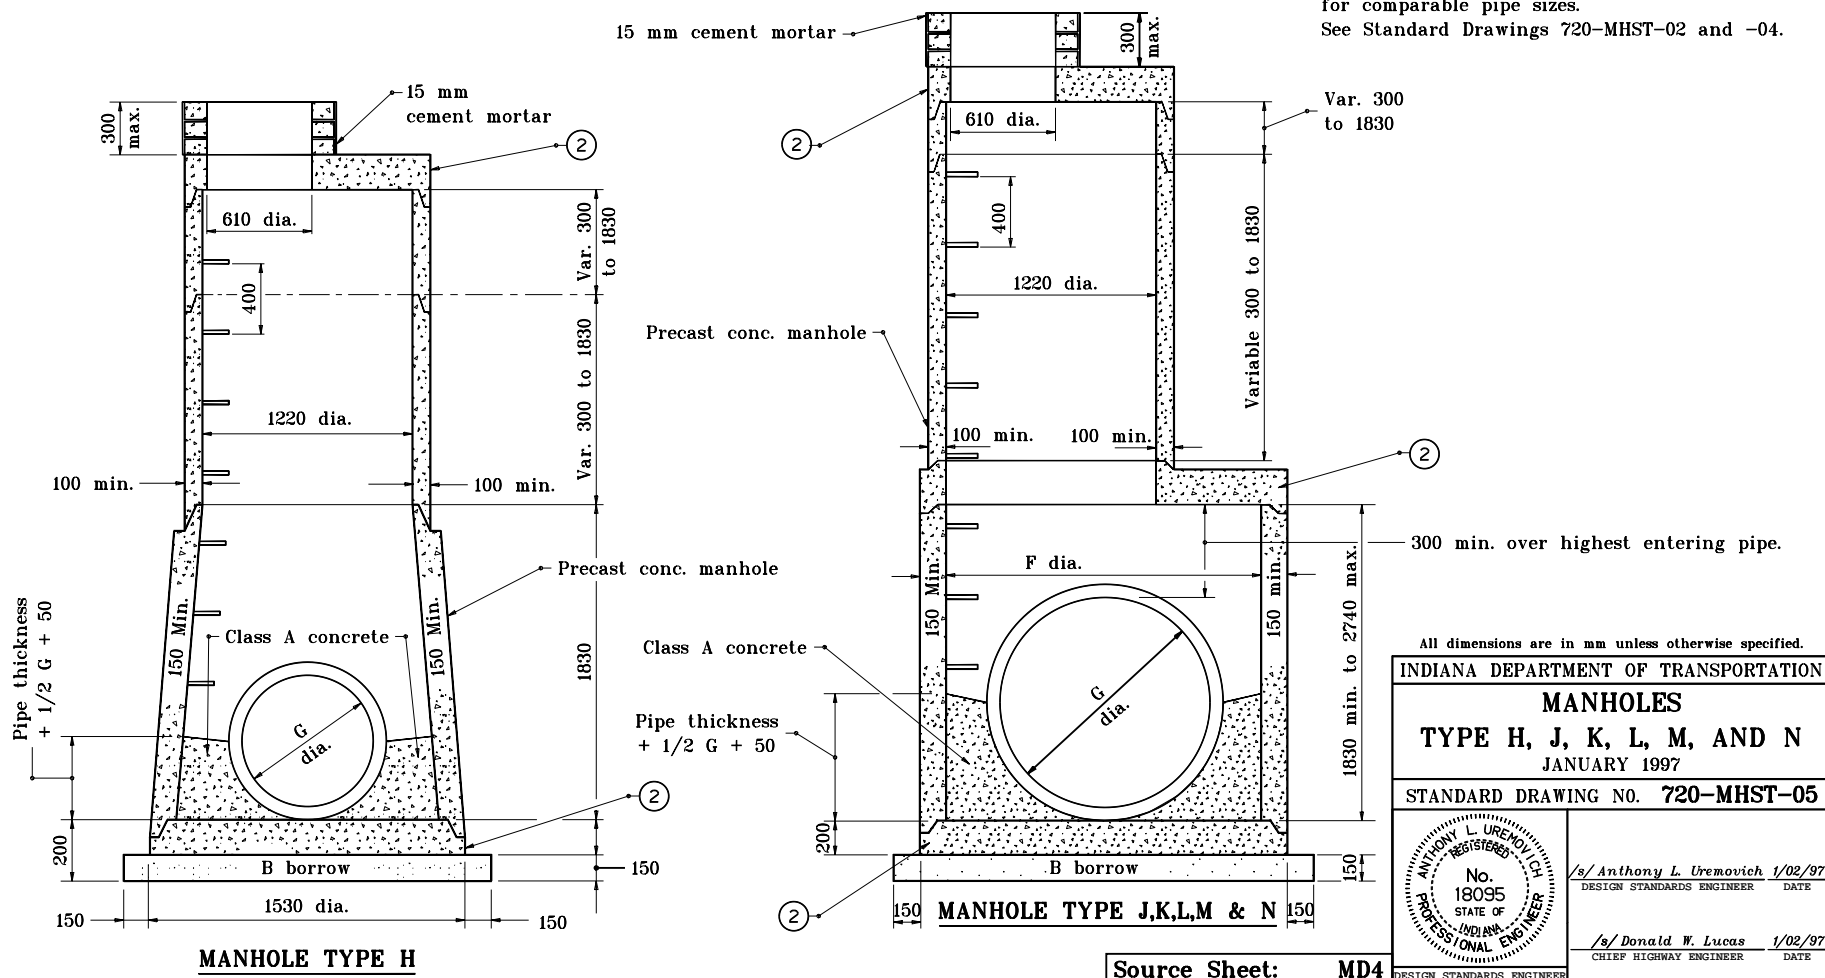 for comparable pipe sizes.
See Standard Drawings 720-MHST-02 and -04.
15 mm cement mortar
300
max.
15 mm
cement mortar
2
300
max.
610 dia.
Var. 300
to 1830
400
Var. 300 to 1830
1220 dia.
100 min.
100 min.
Precast conc. manhole
150 Min.
150 Min.
Class A concrete
Pipe thickness
+ 1/2 G + 50
G
dia.
1830
2
200
B borrow
150
1530 dia.
150
150
MANHOLE TYPE H
2
610 dia.
Var. 300
to 1830
400
1220 dia.
Variable 300 to 1830
Precast conc. manhole
100 min.
100 min.
2
300 min. over highest entering pipe.
F dia.
150 Min.
150 min.
1830 min. to 2740 max.
Class A concrete
G
dia.
Pipe thickness
+ 1/2 G + 50
200
B borrow
150
2
150
150
MANHOLE TYPE J,K,L,M & N
All dimensions are in mm unless otherwise specified.
INDIANA DEPARTMENT OF TRANSPORTATION
MANHOLES
TYPE H, J, K, L, M, AND N
JANUARY 1997
STANDARD DRAWING NO. 720-MHST-05
ANTHONY L. UREMOVICH
REGISTERED
No.
18095
STATE OF
INDIANA
PROFESSIONAL ENGINEER
/s/ Anthony L. Uremovich 1/02/97
DESIGN STANDARDS ENGINEER DATE
/s/ Donald W. Lucas 1/02/97
CHIEF HIGHWAY ENGINEER DATE
DESIGN STANDARDS ENGINEER
Source Sheet: MD4